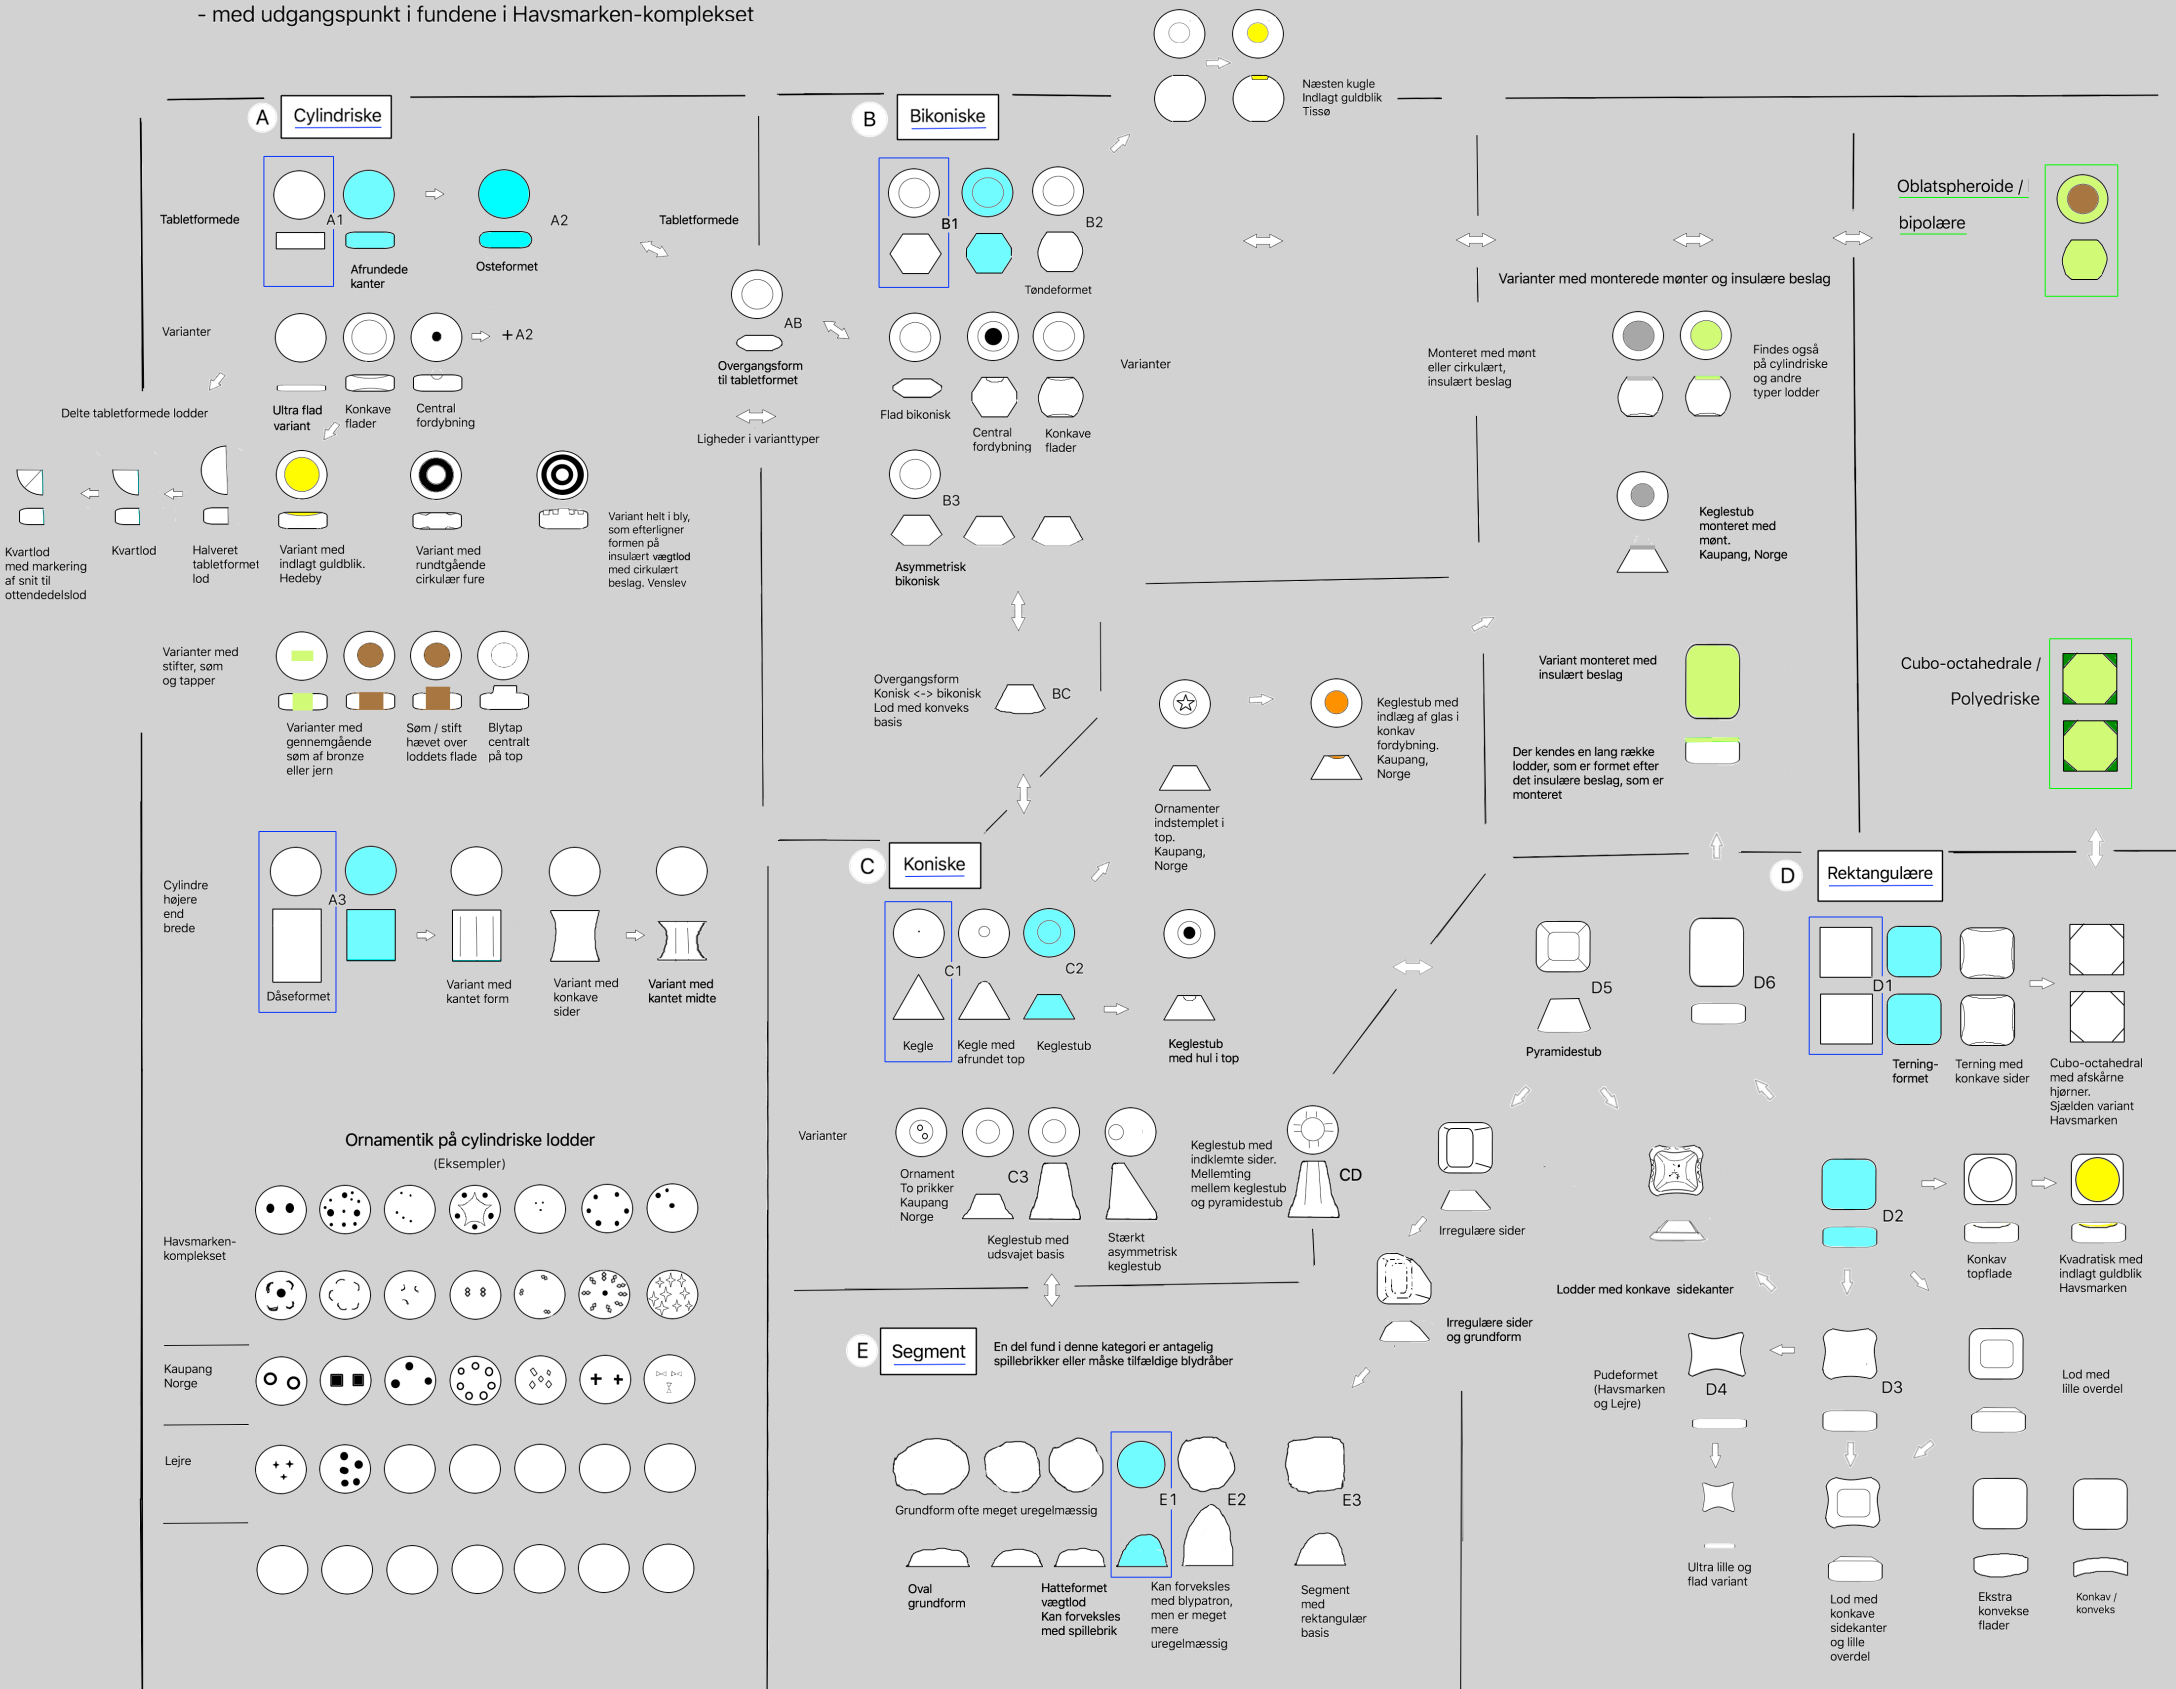 - med udgangspunkt i fundene i Havsmarken-komplekset
A
Cylindriske
Tabletformede
A1
Afrundede
kanter
A2
Osteformet
Tabletformede
Varianter
+A2
Ultra flad
variant
Konkave
flader
Central
fordybning
Delte tabletformede lodder
Kvartlod
med markering
af snit til
ottendedelslod
Kvartlod
Halveret
tabletformet
lod
Variant med
indlagt guldblik.
Hedeby
Variant med
rundtgående
cirkulær fure
Variant helt i bly,
som efterligner
formen på
insulært vægtlod
med cirkulært
beslag. Venslev
Varianter med
stifter, søm
og tapper
Varianter med
gennemgående
søm af bronze
eller jern
Søm / stift
hævet over
loddets flade
Blytap
centralt
på top
Cylindre
højere
end
brede
A3
Dåseformet
Variant med
kantet form
Variant med
konkave
sider
Variant med
kantet midte
Ornamentik på cylindriske lodder
(Eksempler)
Havsmarken-
komplekset
Kaupang
Norge
Lejre
AB
Overgangsform
til tabletformet
Ligheder i varianttyper
B
Bikoniske
B1
B2
Tøndeformet
Flad bikonisk
Central
fordybning
Konkave
flader
Varianter
B3
Asymmetrisk
bikonisk
Næsten kugle
Indlagt guldblik
Tissø
Overgangsform
Konisk <-> bikonisk
Lod med konveks
basis
BC
Ornamenter
indstemplet i
top.
Kaupang,
Norge
Keglestub med
indlæg af glas i
konkav
fordybning.
Kaupang,
Norge
C
Koniske
C1
C2
Kegle
Kegle med
afrundet top
Keglestub
Keglestub
med hul i top
Varianter
Ornament
To prikker
Kaupang
Norge
C3
Keglestub med
udsvajet basis
Stærkt
asymmetrisk
keglestub
Keglestub med
indklemte sider.
Mellemting
mellem keglestub
og pyramidestub
CD
E
Segment
En del fund i denne kategori er antagelig
spillebrikker eller måske tilfældige blydråber
Grundform ofte meget uregelmæssig
E1
E2
E3
Oval
grundform
Hatteformet
vægtlod
Kan forveksles
med spillebrik
Kan forveksles
med blypatron,
men er meget
mere
uregelmæssig
Segment
med
rektangulær
basis
Varianter med monterede mønter og insulære beslag
Monteret med mønt
eller cirkulært,
insulært beslag
Findes også
på cylindriske
og andre
typer lodder
Keglestub
monteret med
mønt.
Kaupang, Norge
Variant monteret med
insulært beslag
Der kendes en lang række
lodder, som er formet efter
det insulære beslag, som er
monteret
Oblatspheroide /
bipolære
Cubo-octahedrale /
Polyedriske
D
Rektangulære
D5
Pyramidestub
D6
D1
Terning-
formet
Terning med
konkave sider
Cubo-octahedral
med afskårne
hjørner.
Sjælden variant
Havsmarken
Irregulære sider
Irregulære sider
og grundform
Lodder med konkave sidekanter
D2
Konkav
topflade
Kvadratisk med
indlagt guldblik
Havsmarken
Pudeformet
(Havsmarken
og Lejre)
D4
D3
Lod med
lille overdel
Ultra lille og
flad variant
Lod med
konkave
sidekanter
og lille
overdel
Ekstra
konvekse
flader
Konkav /
konveks